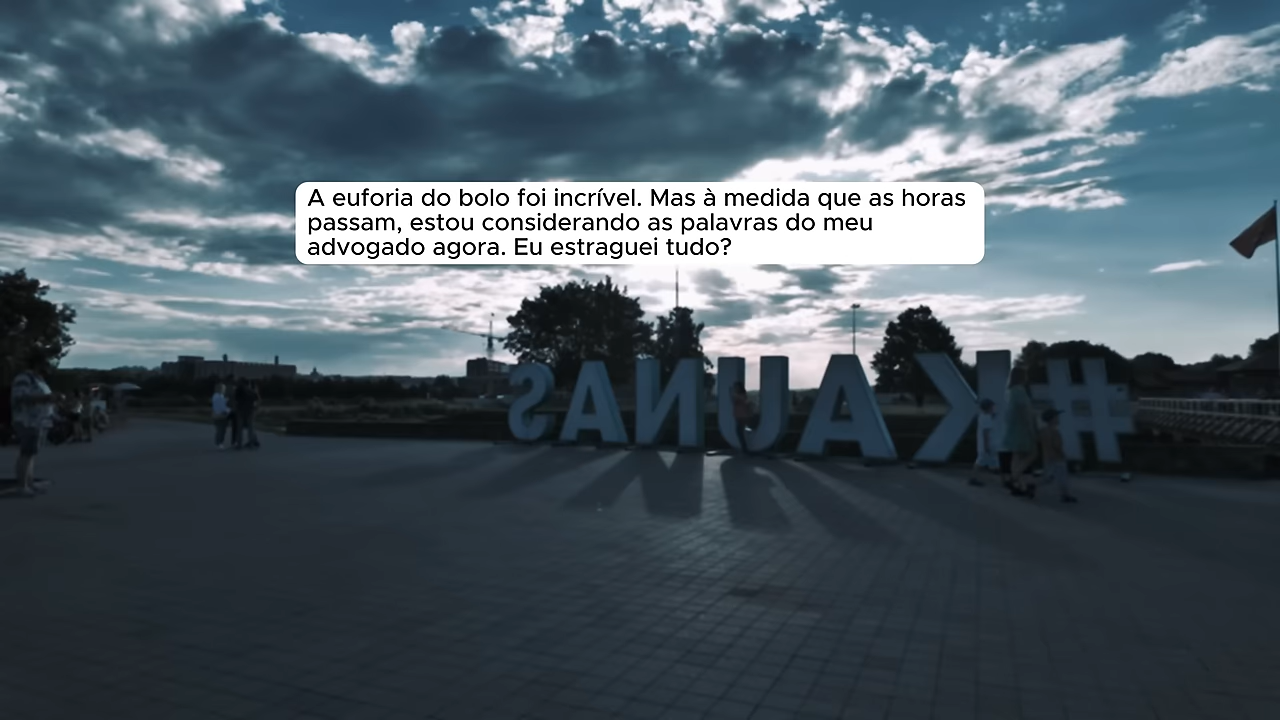 A euforia do bolo foi incrível. Mas à medida que as horas
passam, estou considerando as palavras do meu
advogado agora. Eu estraguei tudo?
#KAUNAS